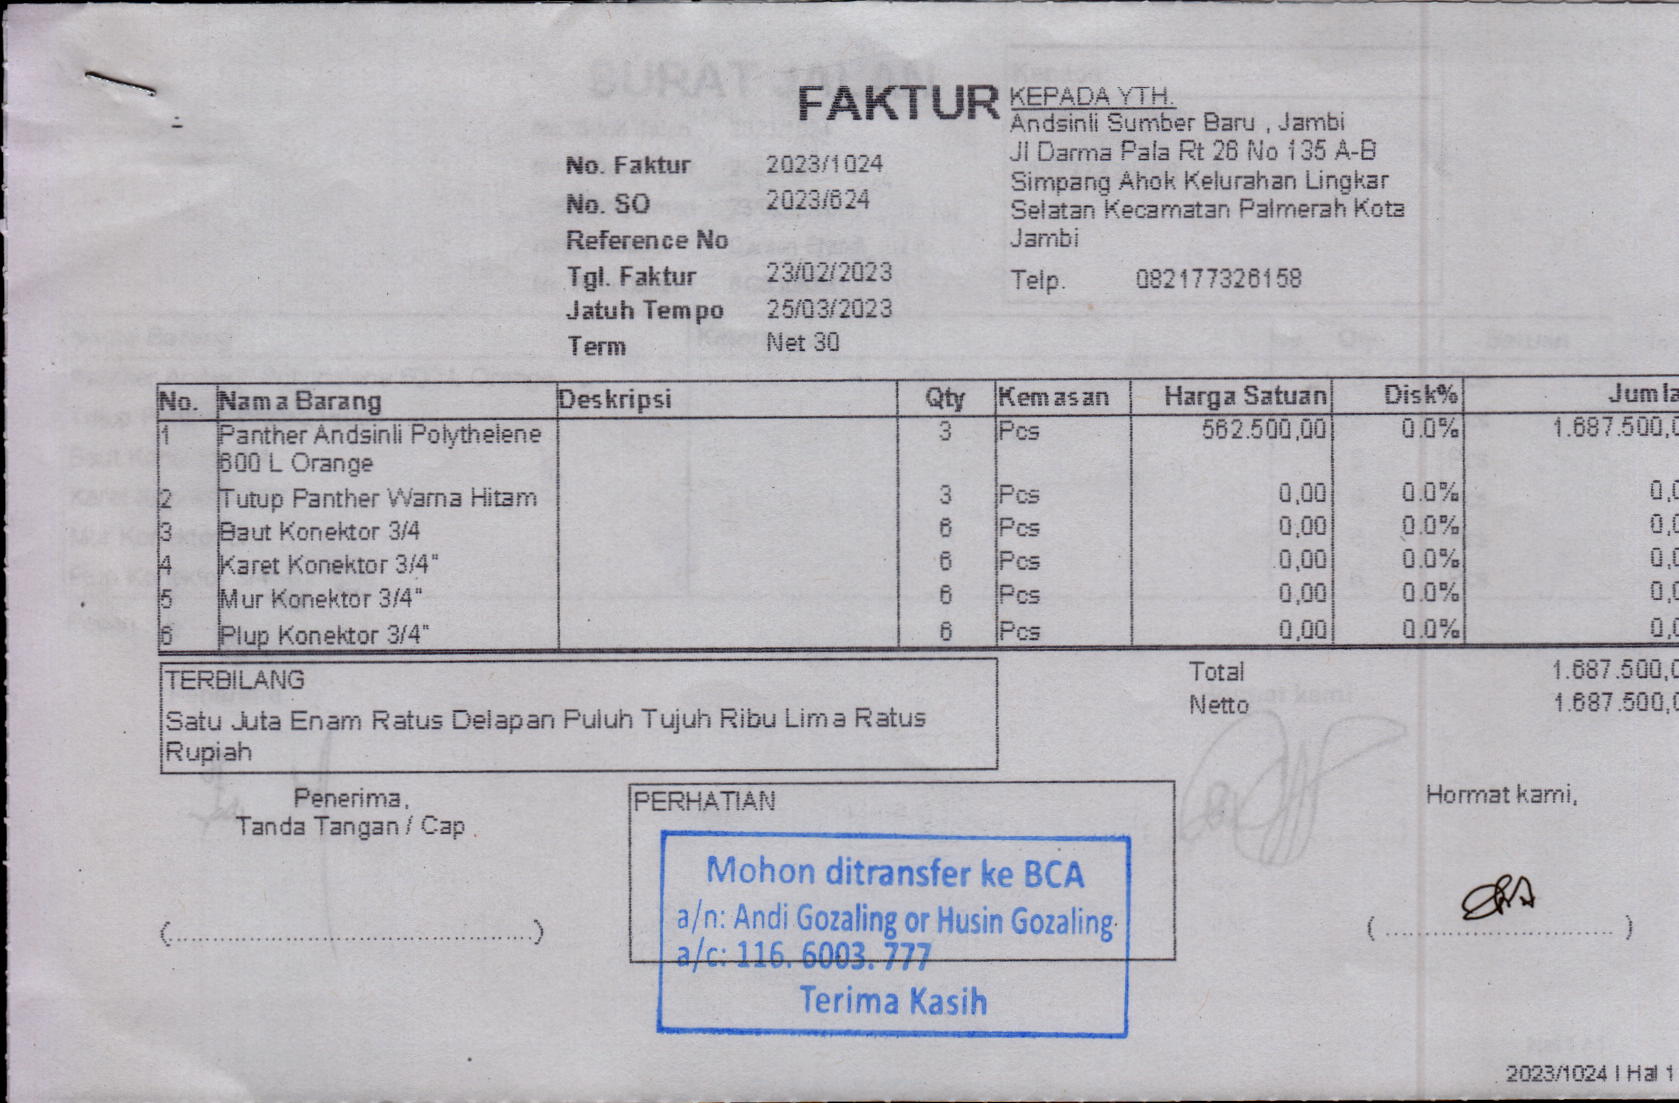 FAKTUR
KEPADA YTH.
Andsinli Sumber Baru , Jambi
Jl Darma Pala Rt 26 No 135 A-B
Simpang Ahok Kelurahan Lingkar
Selatan Kecamatan Palmerah Kota
Jambi
Telp. 082177326158
No. Faktur 2023/1024
No. SO 2023/624
Reference No
Tgl. Faktur 23/02/2023
Jatuh Tempo 25/03/2023
Term Net 30
No. Nama Barang Deskripsi Qty Kemasan Harga Satuan Disk% Jumla
1 Panther Andsinli Polythelene 3 Pcs 562.500,00 0.0% 1.687.500,0
600 L Orange
2 Tutup Panther Warna Hitam 3 Pcs 0,00 0.0% 0,0
3 Baut Konektor 3/4 6 Pcs 0,00 0.0% 0,0
4 Karet Konektor 3/4" 6 Pcs 0,00 0.0% 0,0
5 Mur Konektor 3/4" 6 Pcs 0,00 0.0% 0,0
6 Plup Konektor 3/4" 6 Pcs 0,00 0.0% 0,0
TERBILANG
Satu Juta Enam Ratus Delapan Puluh Tujuh Ribu Lima Ratus
Rupiah
Total 1.687.500,0
Netto 1.687.500,0
Penerima,
Tanda Tangan / Cap
(........................................)
PERHATIAN
Mohon ditransfer ke BCA
a/n: Andi Gozaling or Husin Gozaling
a/c: 116. 6003. 777
Terima Kasih
Hormat kami,
(..............................)
2023/1024 | Hal 1